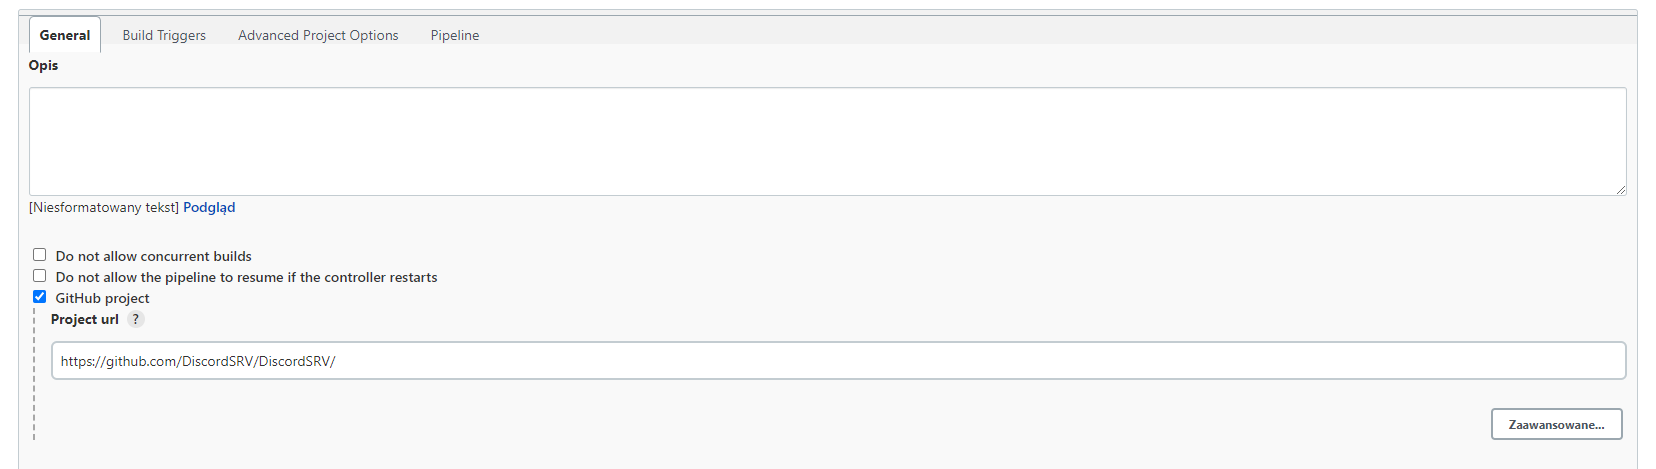 General Build Triggers Advanced Project Options Pipeline
Opis
[Niesformatowany tekst] Podgląd
Do not allow concurrent builds
Do not allow the pipeline to resume if the controller restarts
GitHub project
Project url ?
https://github.com/DiscordSRV/DiscordSRV/
Zaawansowane...